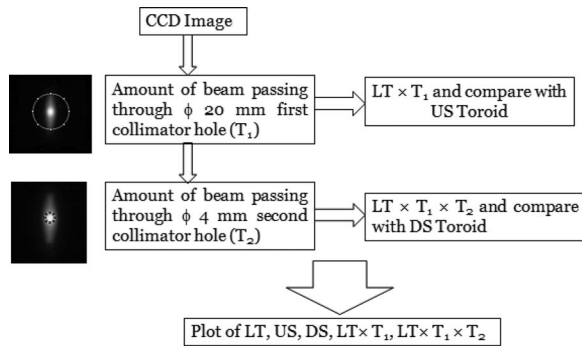 CCD Image
Amount of beam passing
through ϕ 20 mm first
collimator hole (T₁)
LT × T₁ and compare with
US Toroid
Amount of beam passing
through ϕ 4 mm second
collimator hole (T₂)
LT × T₁ × T₂ and compare
with DS Toroid
Plot of LT, US, DS, LT× T₁, LT× T₁ × T₂